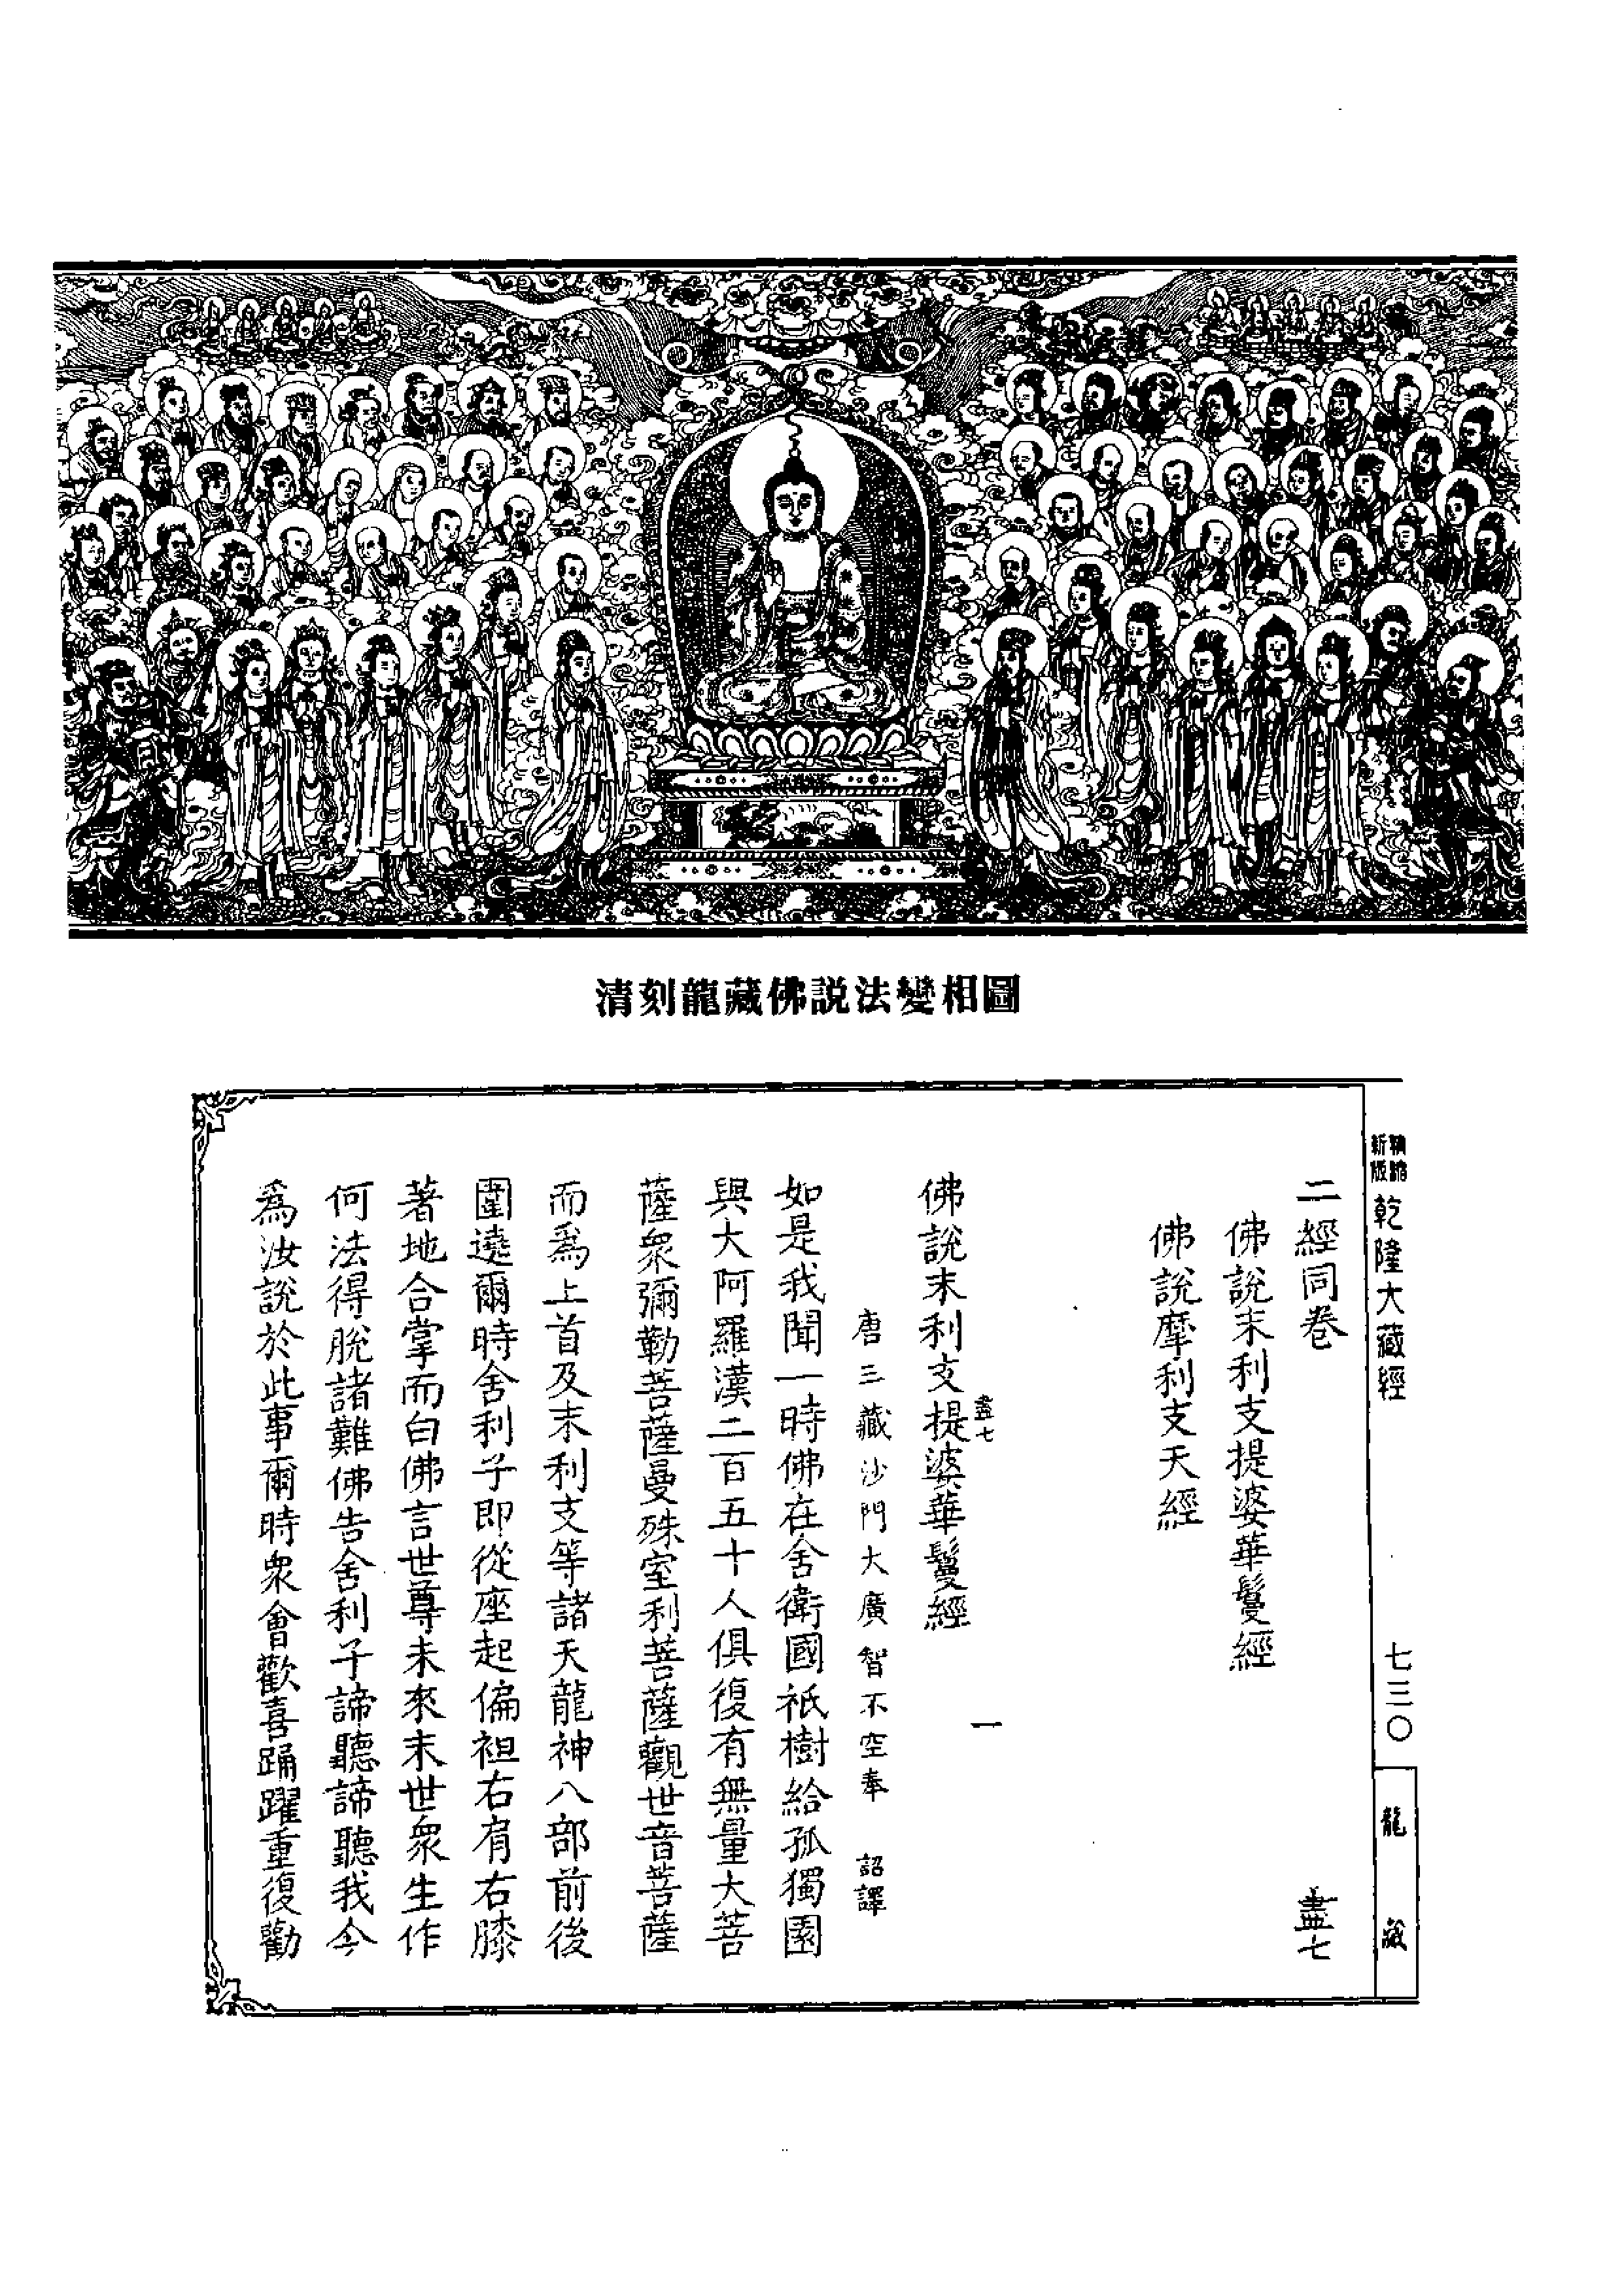 清刻龍藏佛説法變相圖
新版
精縮
乾隆大藏經
七三〇
龍藏
二經同卷
盡七
佛說末利支提婆華鬘經
佛說摩利支天經
盡七
一
佛說末利支提婆華鬘經
唐三藏沙門大廣智不空奉 詔譯
如是我聞一時佛在舍衛國祇樹給孤獨園
與大阿羅漢二百五十人俱復有無量大菩
薩衆彌勒菩薩曼殊室利菩薩觀世音菩薩
而爲上首及末利支等諸天龍神八部前後
圍遶爾時舍利子即從座起偏袒右肩右膝
著地合掌而白佛言世尊未來末世衆生作
何法得脫諸難佛告舍利子諦聽諦聽我今
爲汝說於此事爾時衆會歡喜踊躍重復勸